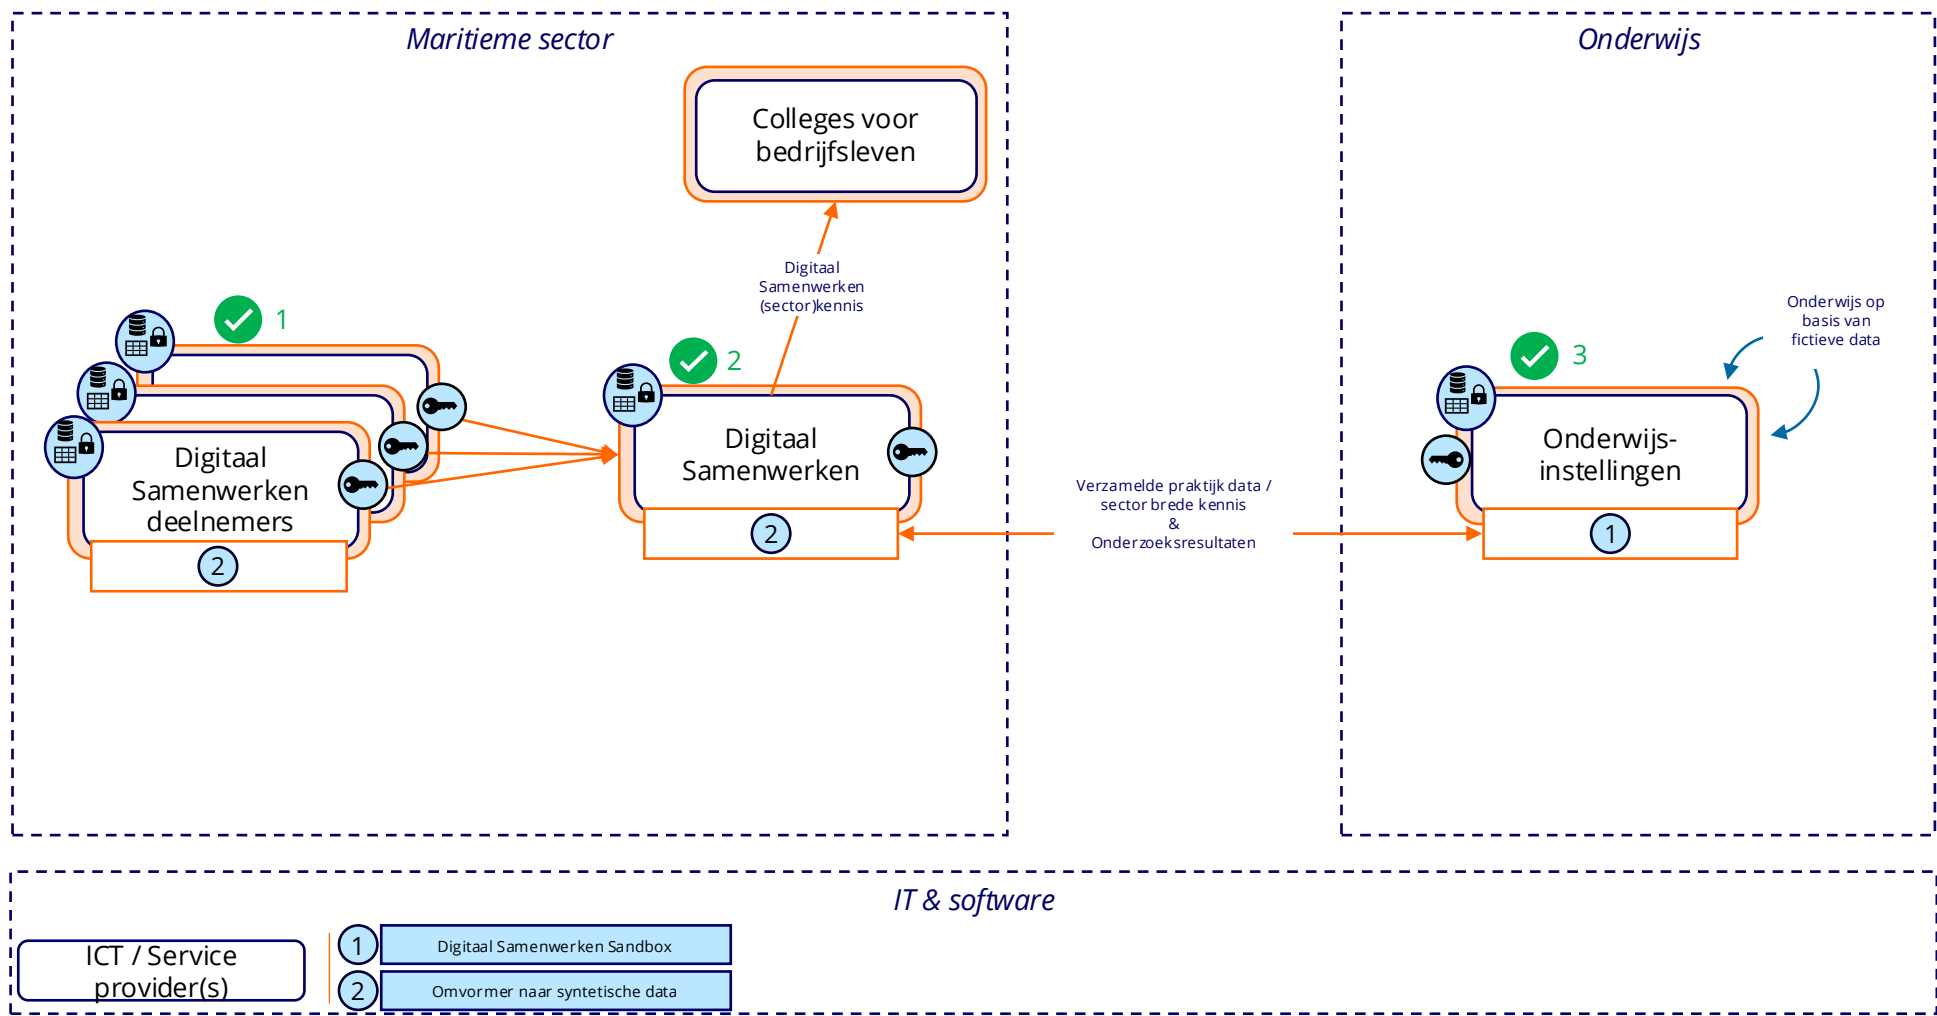 Maritieme sector
Onderwijs
Colleges voor
bedrijfsleven
Digitaal
Samenwerken
(sector)kennis
1
2
3
Onderwijs op
basis van
fictieve data
Digitaal
Samenwerken
deelnemers
2
Digitaal
Samenwerken
2
Verzamelde praktijk data /
sector brede kennis
&
Onderzoeksresultaten
Onderwijs-
instellingen
1
IT & software
ICT / Service
provider(s)
1
Digitaal Samenwerken Sandbox
2
Omvormer naar syntetische data